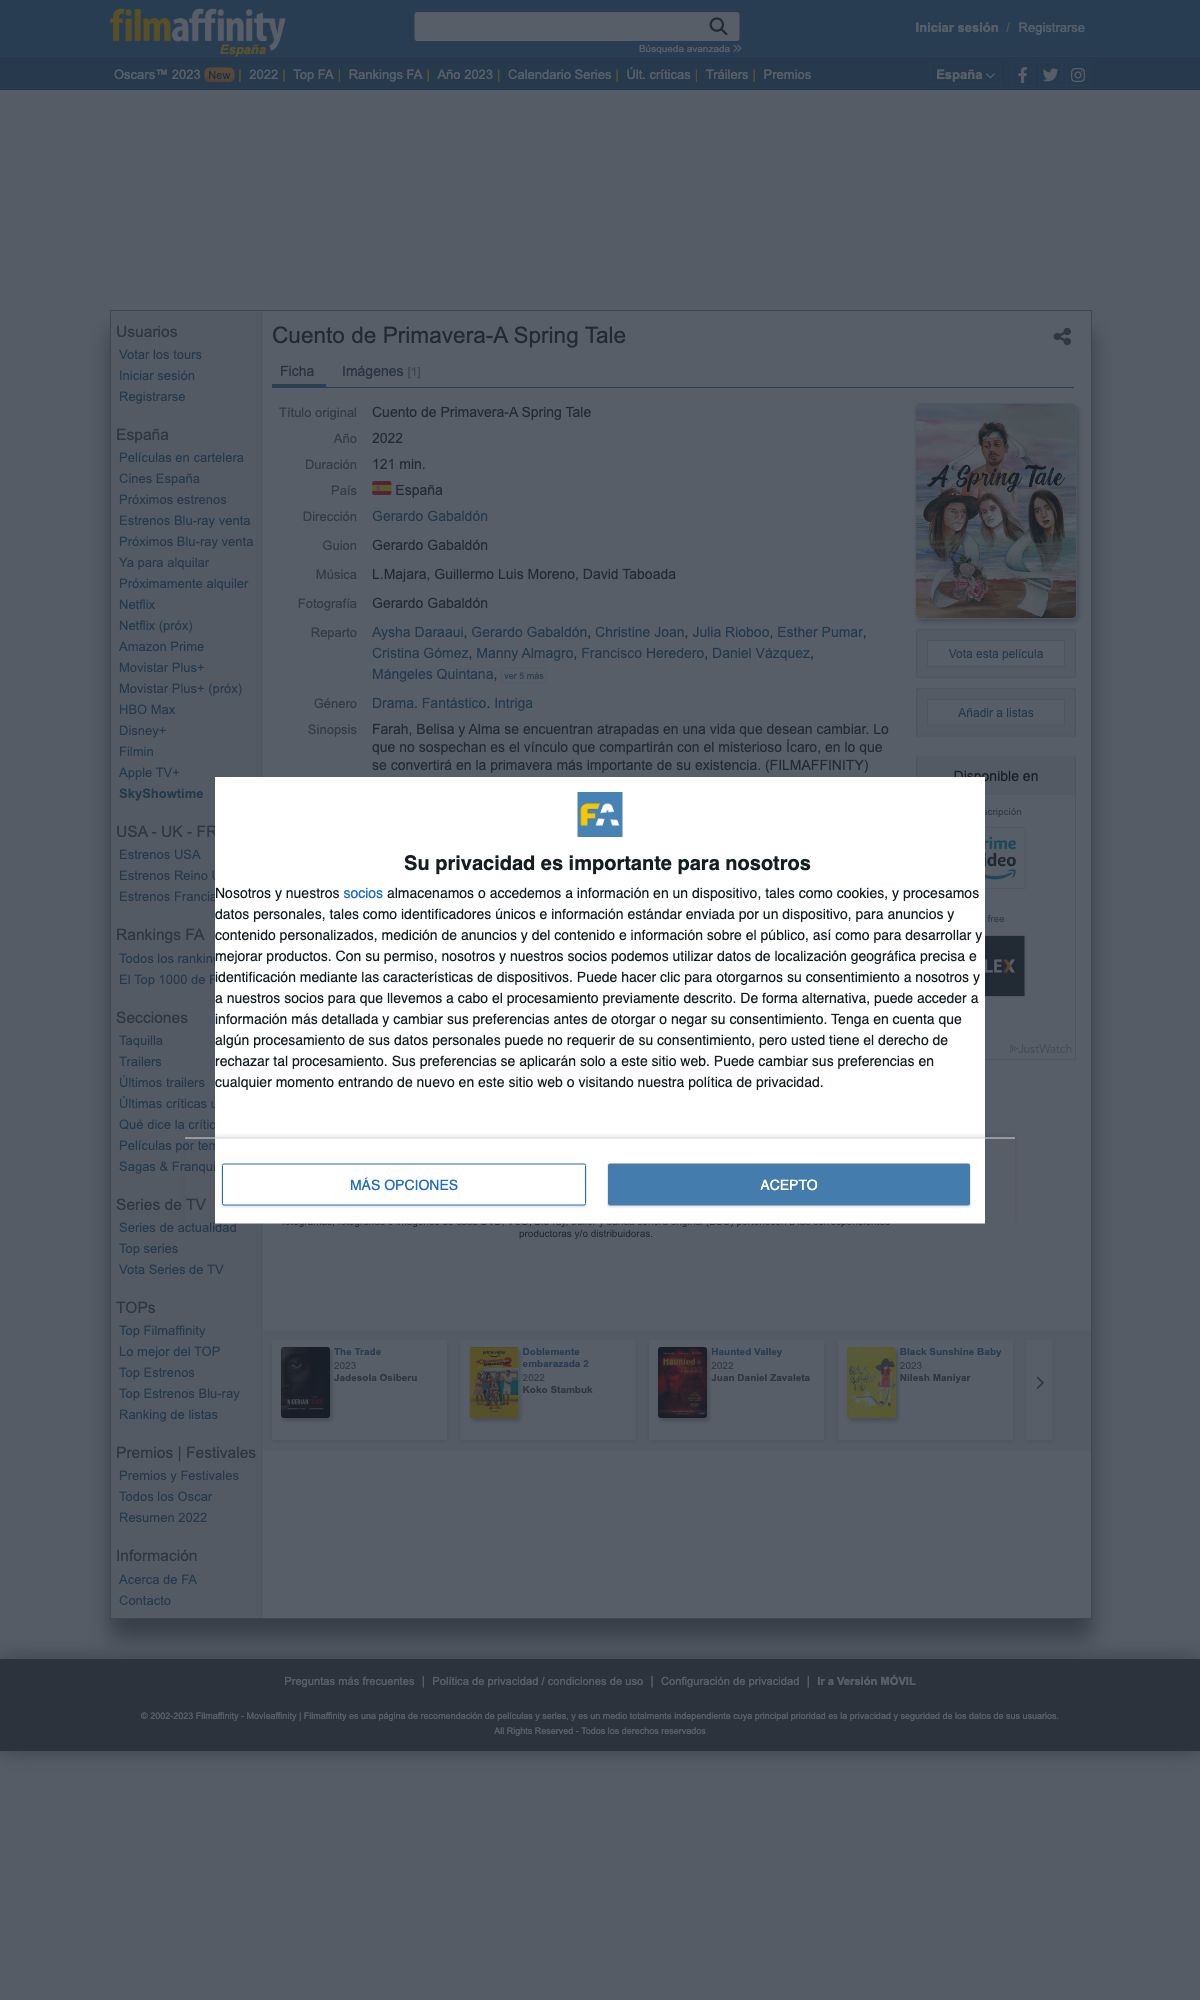 filmaffinity
España
Búsqueda avanzada
Iniciar sesión / Registrarse
Oscars™ 2023 New | 2022 | Top FA | Rankings FA | Año 2023 | Calendario Series | Últ. críticas | Tráilers | Premios
España
Usuarios
Votar los tours
Iniciar sesión
Registrarse
España
Películas en cartelera
Cines España
Próximos estrenos
Estrenos Blu-ray venta
Próximos Blu-ray venta
Ya para alquilar
Próximamente alquiler
Netflix
Netflix (próx)
Amazon Prime
Movistar Plus+
Movistar Plus+ (próx)
HBO Max
Disney+
Filmin
Apple TV+
SkyShowtime
USA - UK - FR
Estrenos USA
Estrenos Reino
Estrenos Francia
Rankings FA
Todos los
El Top 1000 de
Secciones
Taquilla
Trailers
Últimos trailers
Últimas críticas
Qué dice la
Películas por
Sagas &
Series de TV
Series de actualidad
Top series
Vota Series de TV
TOPs
Top Filmaffinity
Lo mejor del TOP
Top Estrenos
Top Estrenos Blu-ray
Ranking de listas
Premios | Festivales
Premios y Festivales
Todos los Oscar
Resumen 2022
Información
Acerca de FA
Contacto
Cuento de Primavera-A Spring Tale
Ficha Imágenes [1]
Título original Cuento de Primavera-A Spring Tale
Año 2022
Duración 121 min.
País España
Dirección Gerardo Gabaldón
Guion Gerardo Gabaldón
Música L.Majara, Guillermo Luis Moreno, David Taboada
Fotografía Gerardo Gabaldón
Reparto Aysha Daraaui, Gerardo Gabaldón, Christine Joan, Julia Rioboo, Esther Pumar,
Cristina Gómez, Manny Almagro, Francisco Heredero, Daniel Vázquez,
Mángeles Quintana, ver 5 más
Género Drama. Fantástico. Intriga
Sinopsis Farah, Belisa y Alma se encuentran atrapadas en una vida que desean cambiar. Lo
que no sospechan es el vínculo que compartirán con el misterioso Ícaro, en lo que
se convertirá en la primavera más importante de su existencia. (FILMAFFINITY)
A Spring Tale
Vota esta película
Añadir a listas
Disponible en
free
JustWatch
FA
Su privacidad es importante para nosotros
Nosotros y nuestros socios almacenamos o accedemos a información en un dispositivo, tales como cookies, y procesamos
datos personales, tales como identificadores únicos e información estándar enviada por un dispositivo, para anuncios y
contenido personalizados, medición de anuncios y del contenido e información sobre el público, así como para desarrollar y
mejorar productos. Con su permiso, nosotros y nuestros socios podemos utilizar datos de localización geográfica precisa e
identificación mediante las características de dispositivos. Puede hacer clic para otorgarnos su consentimiento a nosotros y
a nuestros socios para que llevemos a cabo el procesamiento previamente descrito. De forma alternativa, puede acceder a
información más detallada y cambiar sus preferencias antes de otorgar o negar su consentimiento. Tenga en cuenta que
algún procesamiento de sus datos personales puede no requerir de su consentimiento, pero usted tiene el derecho de
rechazar tal procesamiento. Sus preferencias se aplicarán solo a este sitio web. Puede cambiar sus preferencias en
cualquier momento entrando de nuevo en este sitio web o visitando nuestra política de privacidad.
MÁS OPCIONES
ACEPTO
productoras y/o distribuidoras.
The Trade
2023
Jadesola Osiberu
Doblemente
embarazada 2
2022
Koko Stambuk
Haunted Valley
2022
Juan Daniel Zavaleta
Black Sunshine Baby
2023
Nilesh Maniyar
Preguntas más frecuentes | Política de privacidad / condiciones de uso | Configuración de privacidad | Ir a Versión MÓVIL
© 2002-2023 Filmaffinity - Movieaffinity | Filmaffinity es una página de recomendación de películas y series, y es un medio totalmente independiente cuya principal prioridad es la privacidad y seguridad de los datos de sus usuarios.
All Rights Reserved - Todos los derechos reservados